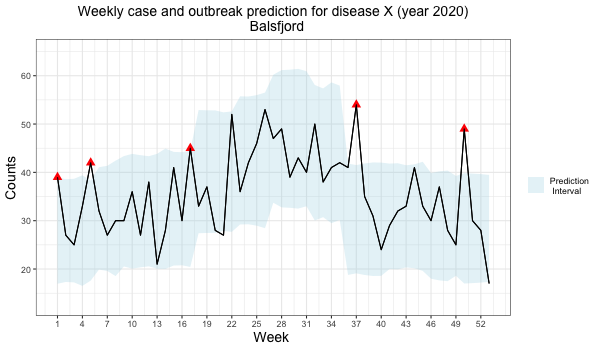 Weekly case and outbreak prediction for disease X (year 2020)
Balsfjord
Counts
60
50
40
30
20
1 4 7 10 13 16 19 22 25 28 31 34 37 40 43 46 49 52
Week
Prediction
Interval